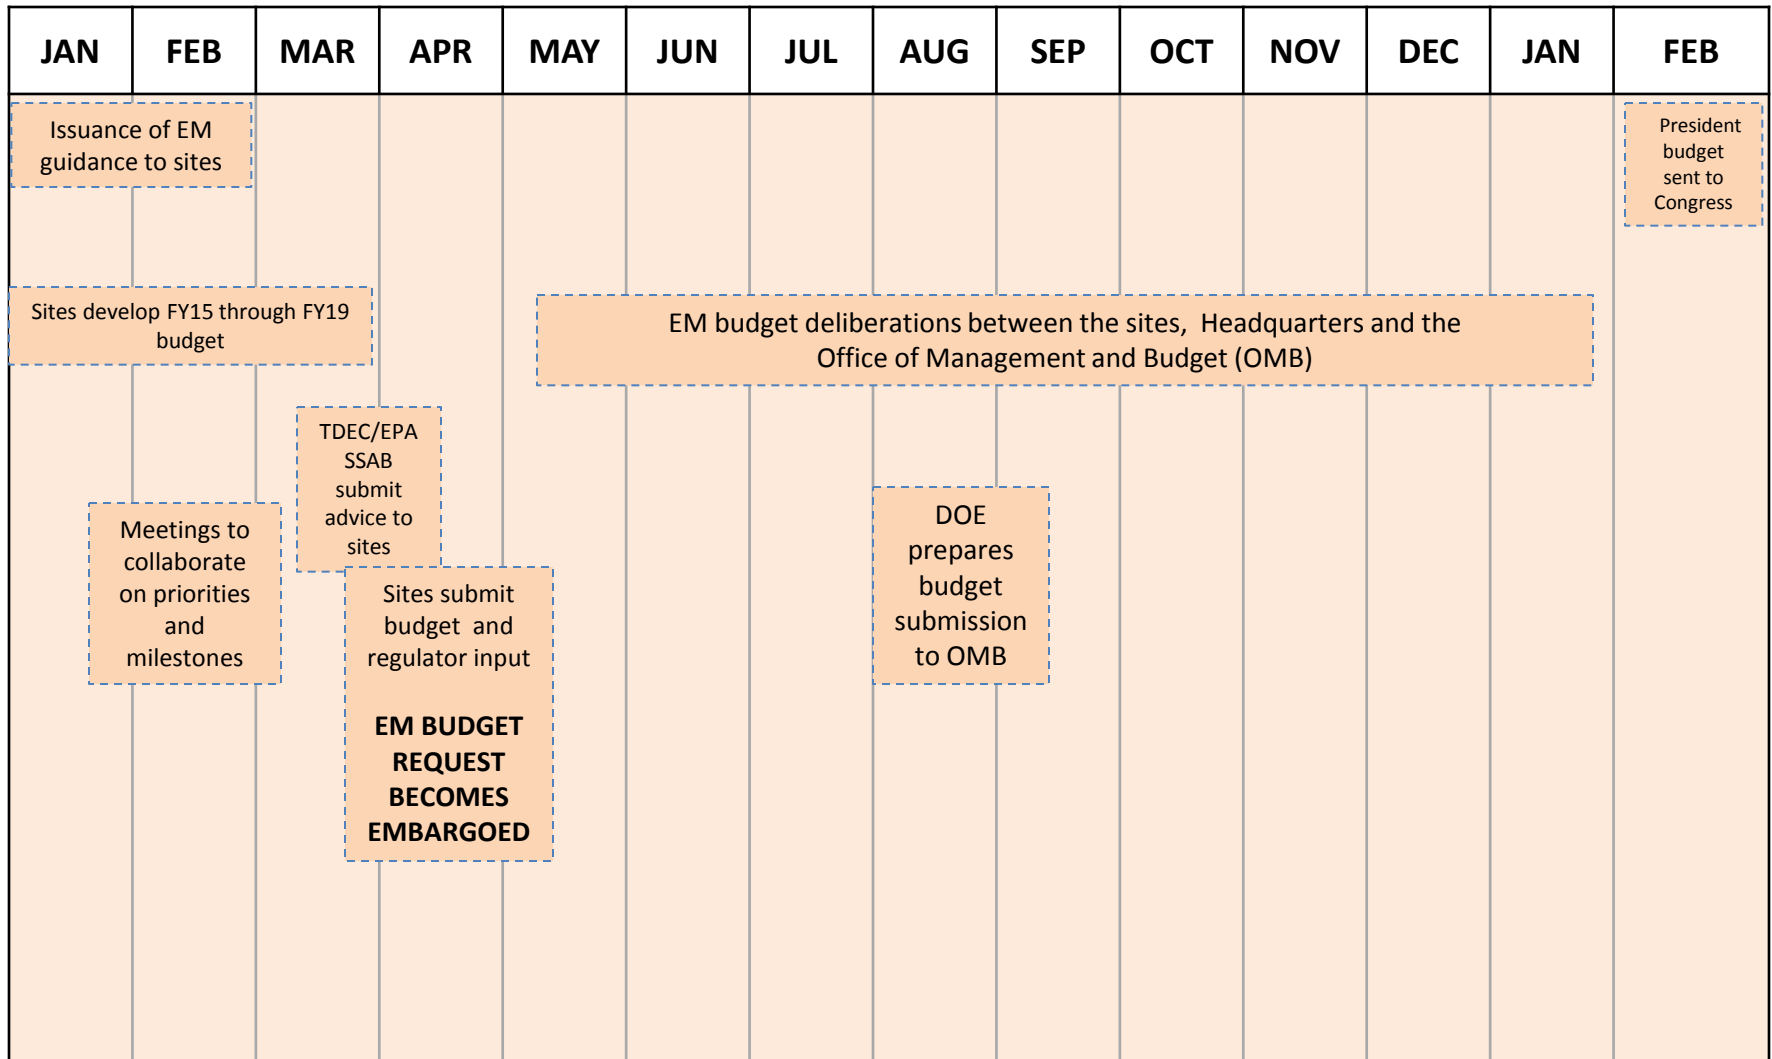 JAN FEB MAR APR MAY JUN JUL AUG SEP OCT NOV DEC JAN FEB
Issuance of EM
guidance to sites
President
budget
sent to
Congress
Sites develop FY15 through FY19
budget
EM budget deliberations between the sites,  Headquarters and the
Office of Management and Budget (OMB)
TDEC/EPA
SSAB
submit
advice to
sites
Meetings to
collaborate
on priorities
and
milestones
Sites submit
budget  and
regulator input
EM BUDGET
REQUEST
BECOMES
EMBARGOED
DOE
prepares
budget
submission
to OMB